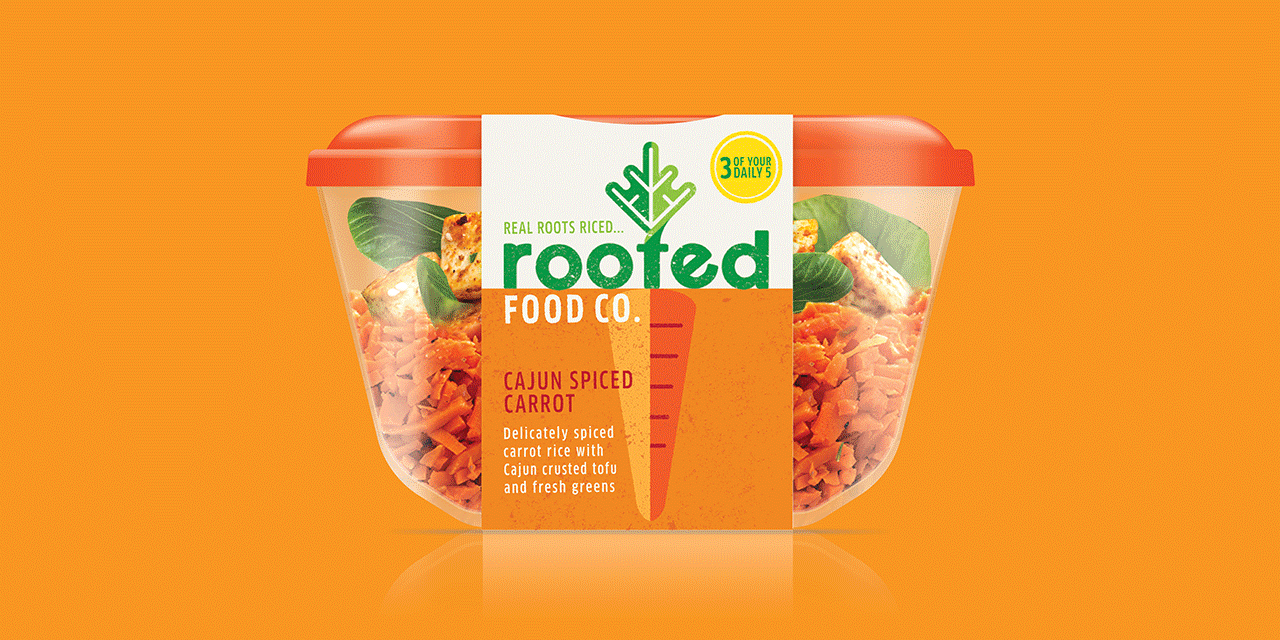 3 OF YOUR
DAILY 5
REAL ROOTS RICED...
rooted
FOOD CO.
CAJUN SPICED
CARROT
Delicately spiced
carrot rice with
Cajun crusted tofu
and fresh greens